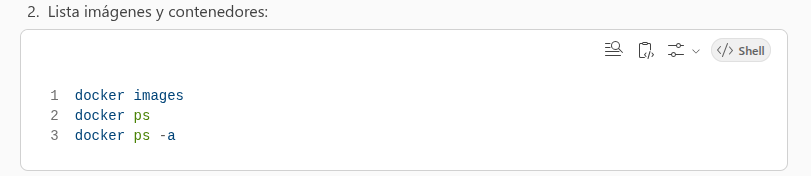 2. Lista imágenes y contenedores:
</> Shell
1 docker images
2 docker ps
3 docker ps -a